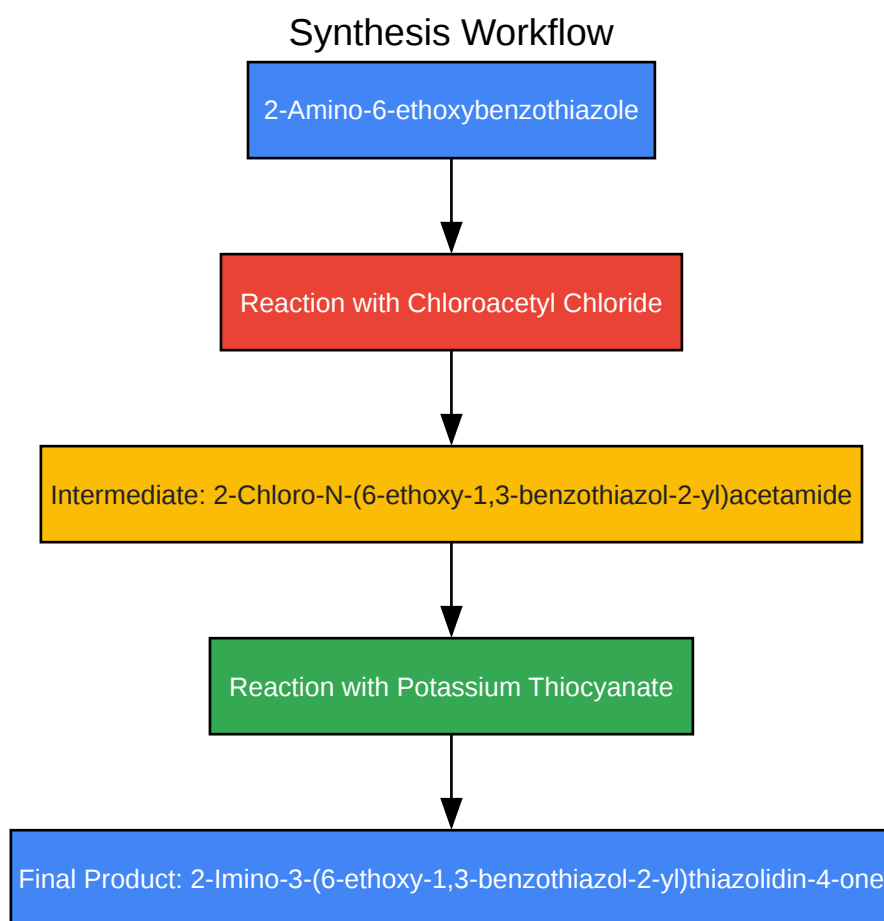 Synthesis Workflow
2-Amino-6-ethoxybenzothiazole
Reaction with Chloroacetyl Chloride
Intermediate: 2-Chloro-N-(6-ethoxy-1,3-benzothiazol-2-yl)acetamide
Reaction with Potassium Thiocyanate
Final Product: 2-Imino-3-(6-ethoxy-1,3-benzothiazol-2-yl)thiazolidin-4-one